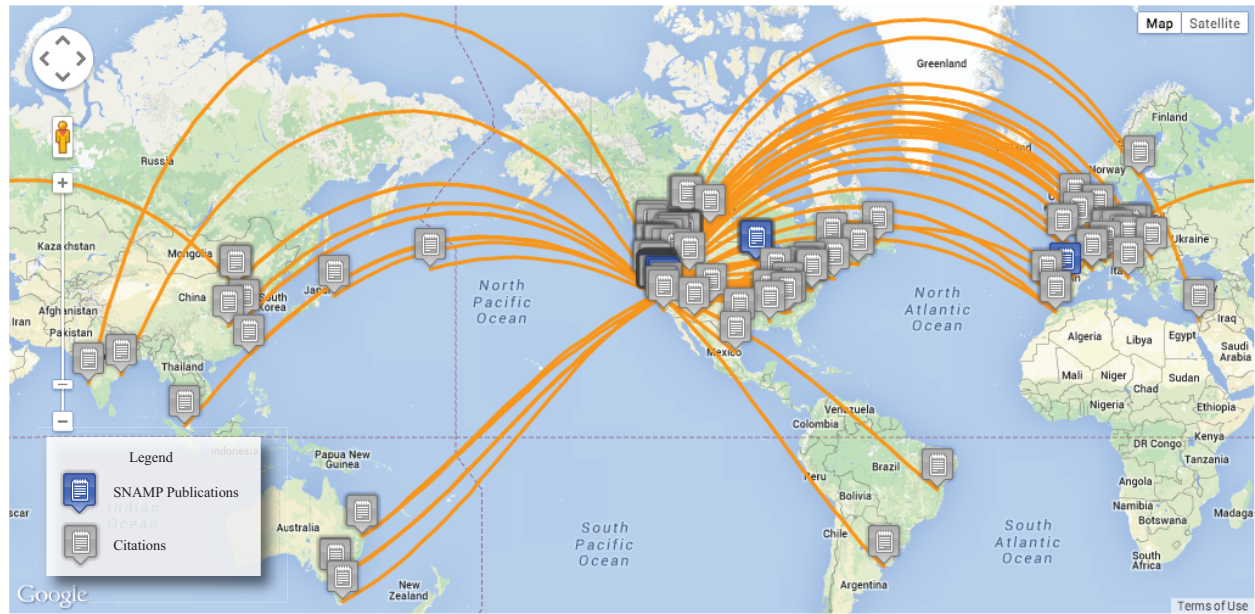 Map
Satellite
Greenland
Finland
Norway
Russia
Ukraine
Kazakhstan
Mongolia
China
South
Korea
Afghanistan
Pakistan
Iran
Thailand
North
Pacific
Ocean
North
Atlantic
Ocean
Mexico
Iraq
Algeria
Libya
Egypt
Saudi
Arabia
Mali
Niger
Chad
Sudan
Nigeria
Ethiopia
Venezuela
Colombia
DR Congo
Kenya
Tanzania
Indonesia
Papua New
Guinea
Peru
Brazil
Bolivia
Angola
Namibia
Botswana
Madaga
scar
Indian
Ocean
Australia
South
Pacific
Ocean
Chile
South
Atlantic
Ocean
South
Africa
New
Zealand
Argentina
Legend
SNAMP Publications
Citations
Google
Terms of Use